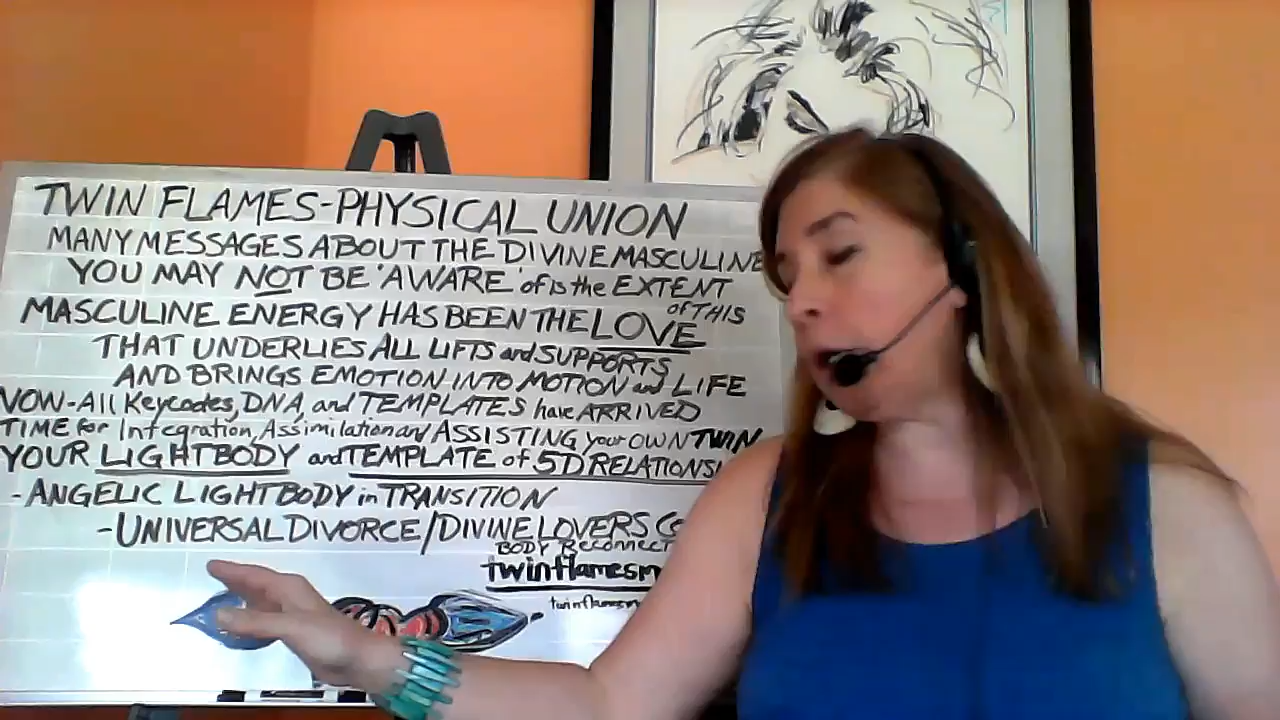 TWIN FLAMES-PHYSICAL UNION
MANY MESSAGES ABOUT THE DIVINE MASCULINE
YOU MAY NOT BE 'AWARE' of is the EXTENT
of THIS
MASCULINE ENERGY HAS BEEN THE LOVE
THAT UNDERLIES ALL LIFTS and SUPPORTS
AND BRINGS EMOTION INTO MOTION and LIFE
NOW-All Keycodes, DNA, and TEMPLATES have ARRIVED
TIME for Integration, Assimilation and ASSISTING your OWN TWIN
YOUR LIGHTBODY and TEMPLATE of 5D
-ANGELIC LIGHTBODY in TRANSITION
-UNIVERSAL DIVORCE/DIVINE LOVERS
BODY